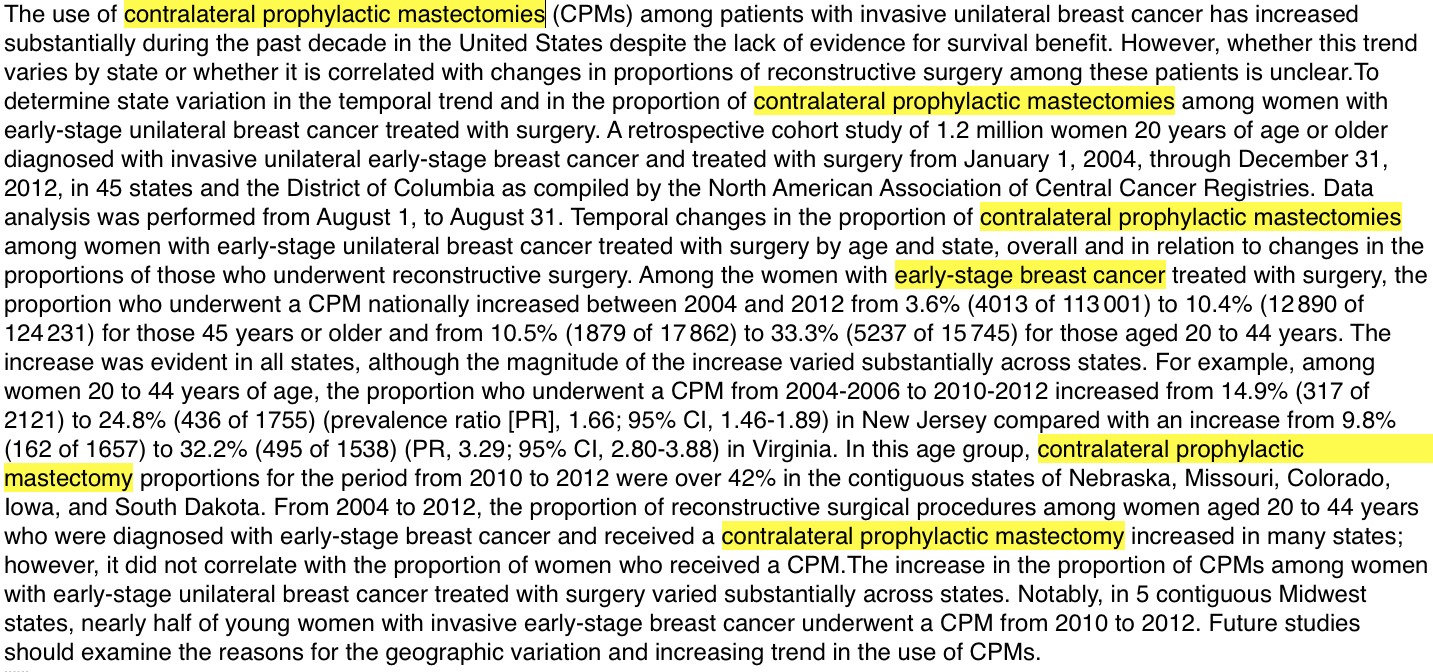 The use of contralateral prophylactic mastectomies (CPMs) among patients with invasive unilateral breast cancer has increased
substantially during the past decade in the United States despite the lack of evidence for survival benefit. However, whether this trend
varies by state or whether it is correlated with changes in proportions of reconstructive surgery among these patients is unclear.To
determine state variation in the temporal trend and in the proportion of contralateral prophylactic mastectomies among women with
early-stage unilateral breast cancer treated with surgery. A retrospective cohort study of 1.2 million women 20 years of age or older
diagnosed with invasive unilateral early-stage breast cancer and treated with surgery from January 1, 2004, through December 31,
2012, in 45 states and the District of Columbia as compiled by the North American Association of Central Cancer Registries. Data
analysis was performed from August 1, to August 31. Temporal changes in the proportion of contralateral prophylactic mastectomies
among women with early-stage unilateral breast cancer treated with surgery by age and state, overall and in relation to changes in the
proportions of those who underwent reconstructive surgery. Among the women with early-stage breast cancer treated with surgery, the
proportion who underwent a CPM nationally increased between 2004 and 2012 from 3.6% (4013 of 113 001) to 10.4% (12 890 of
124 231) for those 45 years or older and from 10.5% (1879 of 17 862) to 33.3% (5237 of 15 745) for those aged 20 to 44 years. The
increase was evident in all states, although the magnitude of the increase varied substantially across states. For example, among
women 20 to 44 years of age, the proportion who underwent a CPM from 2004-2006 to 2010-2012 increased from 14.9% (317 of
2121) to 24.8% (436 of 1755) (prevalence ratio [PR], 1.66; 95% CI, 1.46-1.89) in New Jersey compared with an increase from 9.8%
(162 of 1657) to 32.2% (495 of 1538) (PR, 3.29; 95% CI, 2.80-3.88) in Virginia. In this age group, contralateral prophylactic
mastectomy proportions for the period from 2010 to 2012 were over 42% in the contiguous states of Nebraska, Missouri, Colorado,
Iowa, and South Dakota. From 2004 to 2012, the proportion of reconstructive surgical procedures among women aged 20 to 44 years
who were diagnosed with early-stage breast cancer and received a contralateral prophylactic mastectomy increased in many states;
however, it did not correlate with the proportion of women who received a CPM.The increase in the proportion of CPMs among women
with early-stage unilateral breast cancer treated with surgery varied substantially across states. Notably, in 5 contiguous Midwest
states, nearly half of young women with invasive early-stage breast cancer underwent a CPM from 2010 to 2012. Future studies
should examine the reasons for the geographic variation and increasing trend in the use of CPMs.